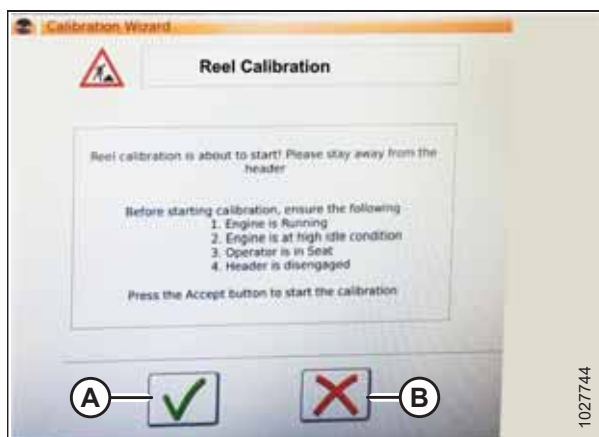 Calibration Wizard
Reel Calibration
Reel calibration is about to start! Please stay away from the
header
Before starting calibration, ensure the following
1. Engine is Running
2. Engine is at high idle condition
3. Operator is in Seat
4. Header is disengaged
Press the Accept button to start the calibration
A
B
1027744